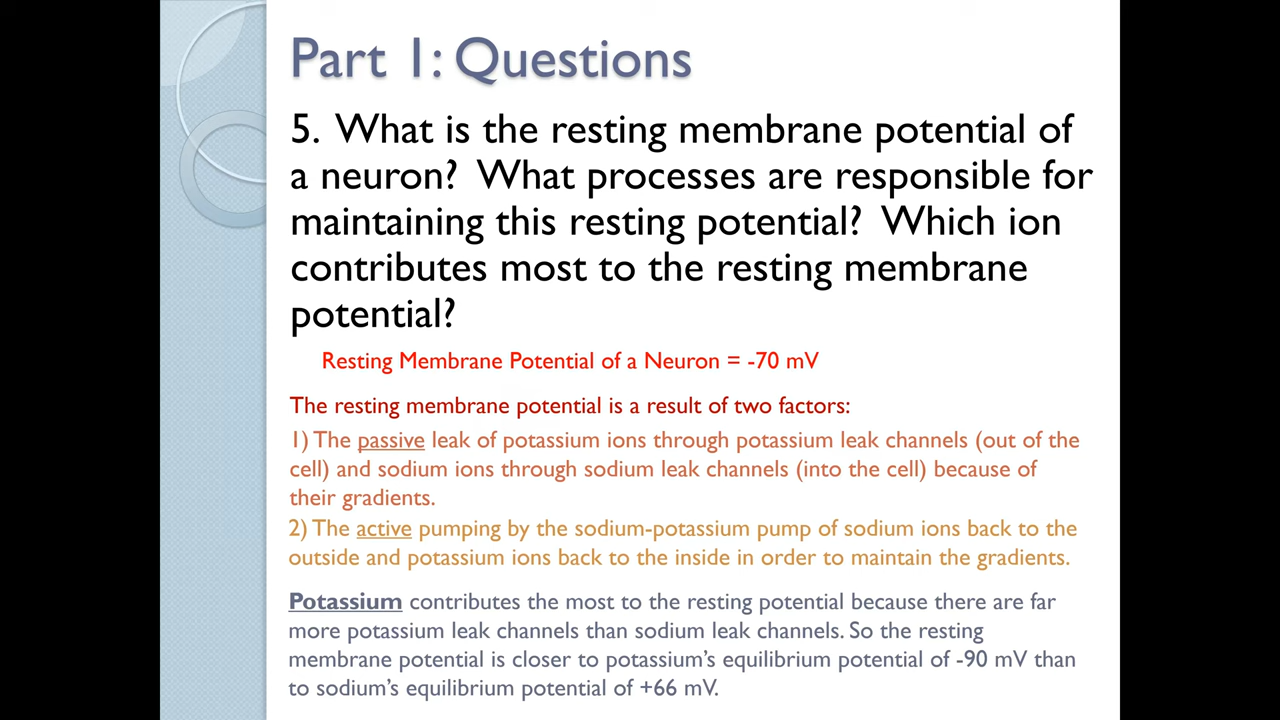 Part 1: Questions
5. What is the resting membrane potential of
a neuron? What processes are responsible for
maintaining this resting potential? Which ion
contributes most to the resting membrane
potential?
Resting Membrane Potential of a Neuron = -70 mV
The resting membrane potential is a result of two factors:
1) The passive leak of potassium ions through potassium leak channels (out of the
cell) and sodium ions through sodium leak channels (into the cell) because of
their gradients.
2) The active pumping by the sodium-potassium pump of sodium ions back to the
outside and potassium ions back to the inside in order to maintain the gradients.
Potassium contributes the most to the resting potential because there are far
more potassium leak channels than sodium leak channels. So the resting
membrane potential is closer to potassium’s equilibrium potential of -90 mV than
to sodium’s equilibrium potential of +66 mV.